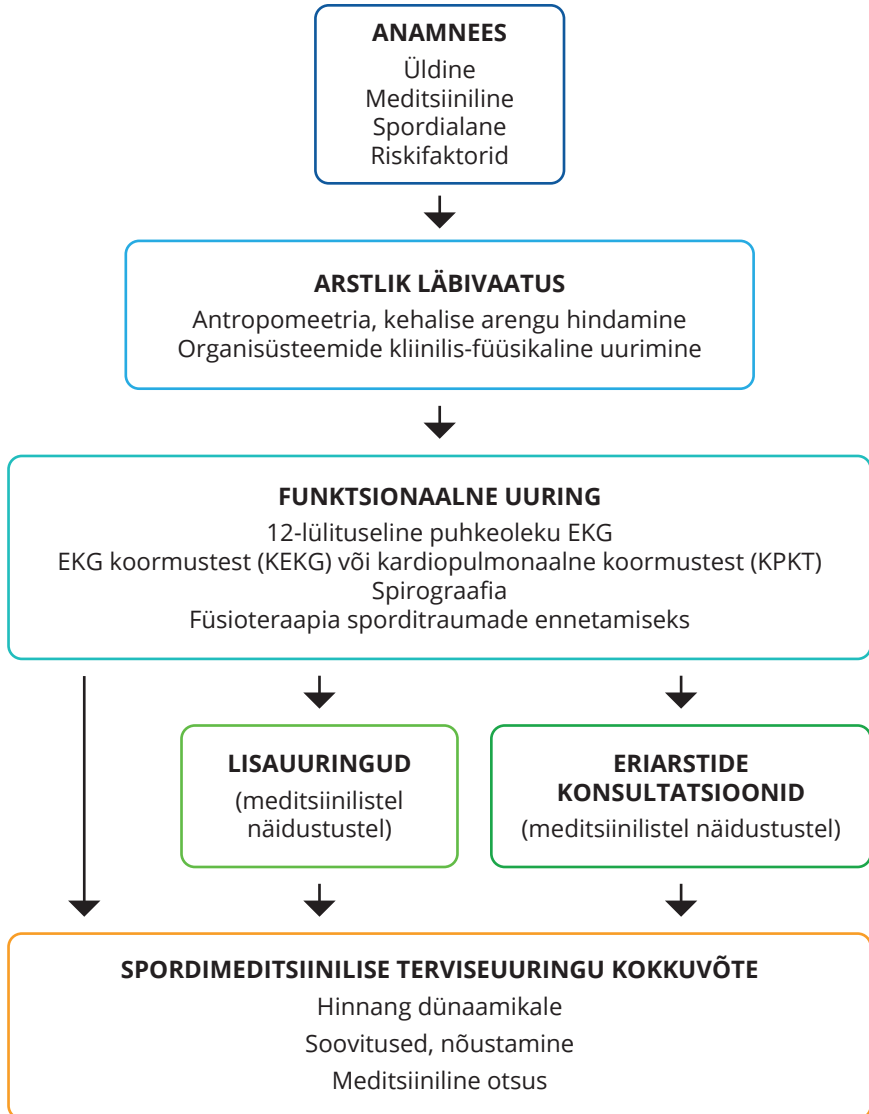 ANAMNEES
Üldine
Meditsiiniline
Spordialane
Riskifaktorid
ARSTLIK LÄBIVAATUS
Antropomeetria, kehalise arengu hindamine
Organisüsteemide kliinilis-füüsikaline uurimine
FUNKTSIONAALNE UURING
12-lülituseline puhkeoleku EKG
EKG koormustest (KEKG) või kardiopulmonaalne koormustest (KPKT)
Spirograafia
Füsioteraapia sporditraumade ennetamiseks
LISAUURINGUD
(meditsiinilistel
näidustustel)
ERIARSTIDE
KONSULTATSIOONID
(meditsiinilistel näidustustel)
SPORDIMEDITSIINILISE TERVISEUURINGU KOKKUVÕTE
Hinnang dünaamikale
Soovitused, nõustamine
Meditsiiniline otsus